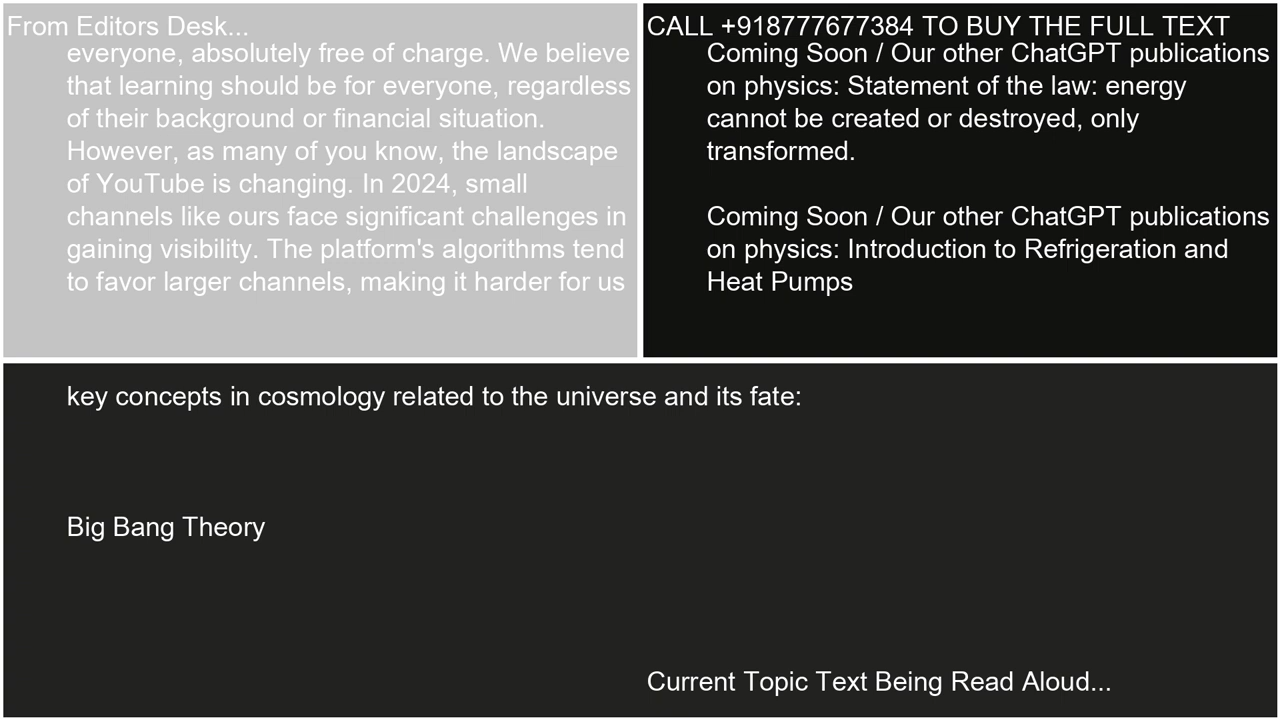 From Editors Desk...
everyone, absolutely free of charge. We believe
that learning should be for everyone, regardless
of their background or financial situation.
However, as many of you know, the landscape
of YouTube is changing. In 2024, small
channels like ours face significant challenges in
gaining visibility. The platform's algorithms tend
to favor larger channels, making it harder for us
CALL +918777677384 TO BUY THE FULL TEXT
Coming Soon / Our other ChatGPT publications
on physics: Statement of the law: energy
cannot be created or destroyed, only
transformed.
Coming Soon / Our other ChatGPT publications
on physics: Introduction to Refrigeration and
Heat Pumps
key concepts in cosmology related to the universe and its fate:
Big Bang Theory
Current Topic Text Being Read Aloud...